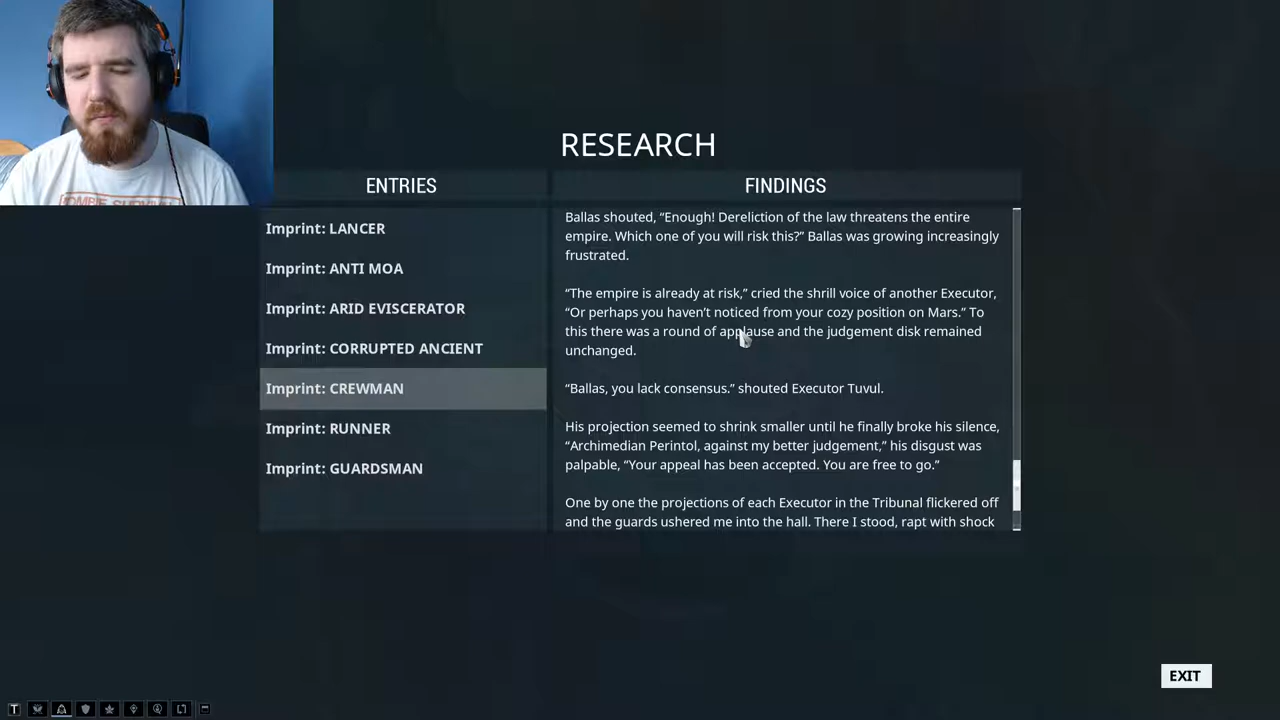 RESEARCH
ENTRIES
FINDINGS
Imprint: LANCER
Imprint: ANTI MOA
Imprint: ARID EVISCERATOR
Imprint: CORRUPTED ANCIENT
Imprint: CREWMAN
Imprint: RUNNER
Imprint: GUARDSMAN
Ballas shouted, “Enough! Dereliction of the law threatens the entire
empire. Which one of you will risk this?” Ballas was growing increasingly
frustrated.
“The empire is already at risk,” cried the shrill voice of another Executor,
“Or perhaps you haven’t noticed from your cozy position on Mars.” To
this there was a round of applause and the judgement disk remained
unchanged.
“Ballas, you lack consensus.” shouted Executor Tuvul.
His projection seemed to shrink smaller until he finally broke his silence,
“Archimedian Perintol, against my better judgement,” his disgust was
palpable, “Your appeal has been accepted. You are free to go.”
One by one the projections of each Executor in the Tribunal flickered off
and the guards ushered me into the hall. There I stood, rapt with shock
EXIT
T